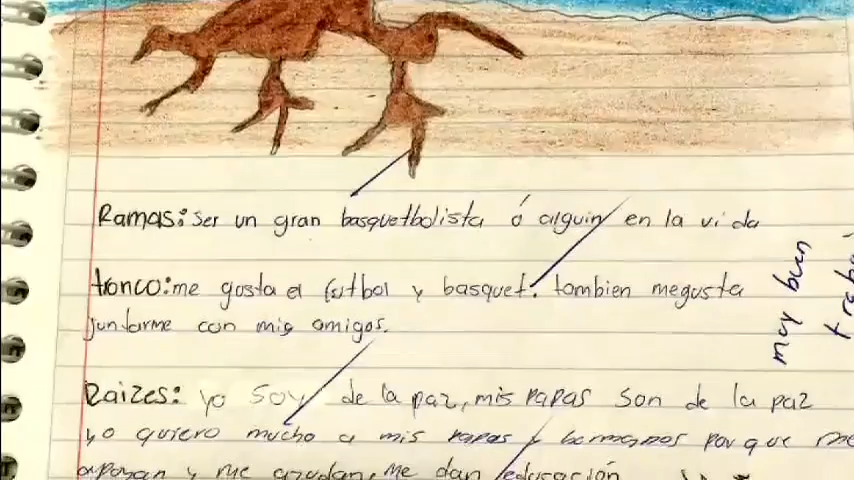 Ramas: Ser un gran basquetbolista ó alguin en la vida
tronco: me gosta el futbol y basquet. tambien megusta
juntarme con mis amigos.
Raizes: yo soy de la paz, mis papas son de la paz
yo quiero mucho a mis papas y hermanos porque me
apoyan y me ayudan, me dan educación
muy buen